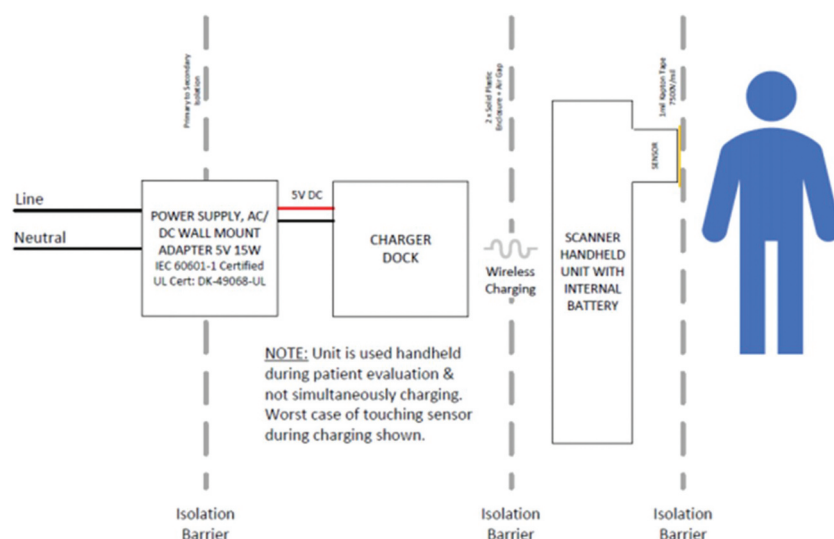 Primary to Secondary
Isolation
2 x Solid Plastic
Enclosure + Air Gap
1mil Kapton Tape
7500V/mil
Line
Neutral
POWER SUPPLY, AC/
DC WALL MOUNT
ADAPTER 5V 15W
IEC 60601-1 Certified
UL Cert: DK-49068-UL
5V DC
CHARGER
DOCK
Wireless
Charging
SCANNER
HANDHELD
UNIT WITH
INTERNAL
BATTERY
SENSOR
NOTE: Unit is used handheld
during patient evaluation &
not simultaneously charging.
Worst case of touching sensor
during charging shown.
Isolation
Barrier
Isolation
Barrier
Isolation
Barrier